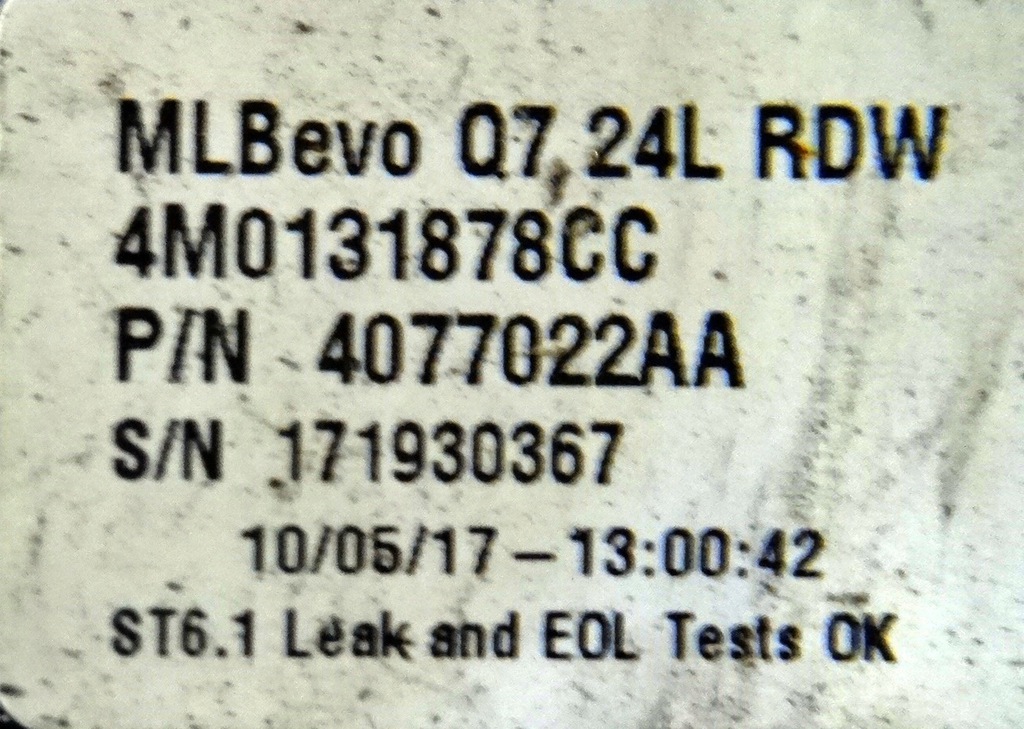 MLBevo Q7 24L RDW
4M0131878CC
P/N 4077022AA
S/N 171930367
10/05/17 – 13:00:42
ST6.1 Leak and EOL Tests OK